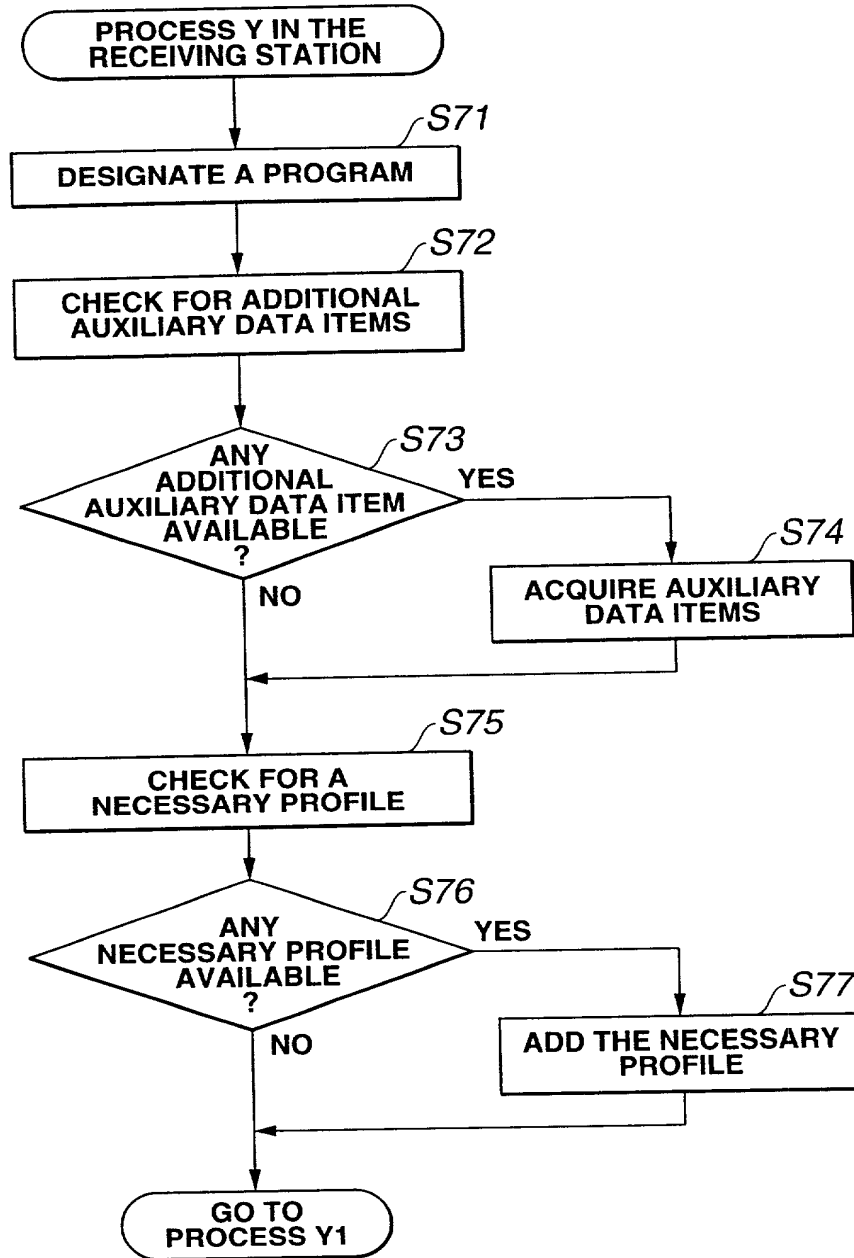 PROCESS Y IN THE
RECEIVING STATION
S71
DESIGNATE A PROGRAM
S72
CHECK FOR ADDITIONAL
AUXILIARY DATA ITEMS
S73
ANY
ADDITIONAL
AUXILIARY DATA ITEM
AVAILABLE
?
YES
NO
S74
ACQUIRE AUXILIARY
DATA ITEMS
S75
CHECK FOR A
NECESSARY PROFILE
S76
ANY
NECESSARY PROFILE
AVAILABLE
?
YES
NO
S77
ADD THE NECESSARY
PROFILE
GO TO
PROCESS Y1